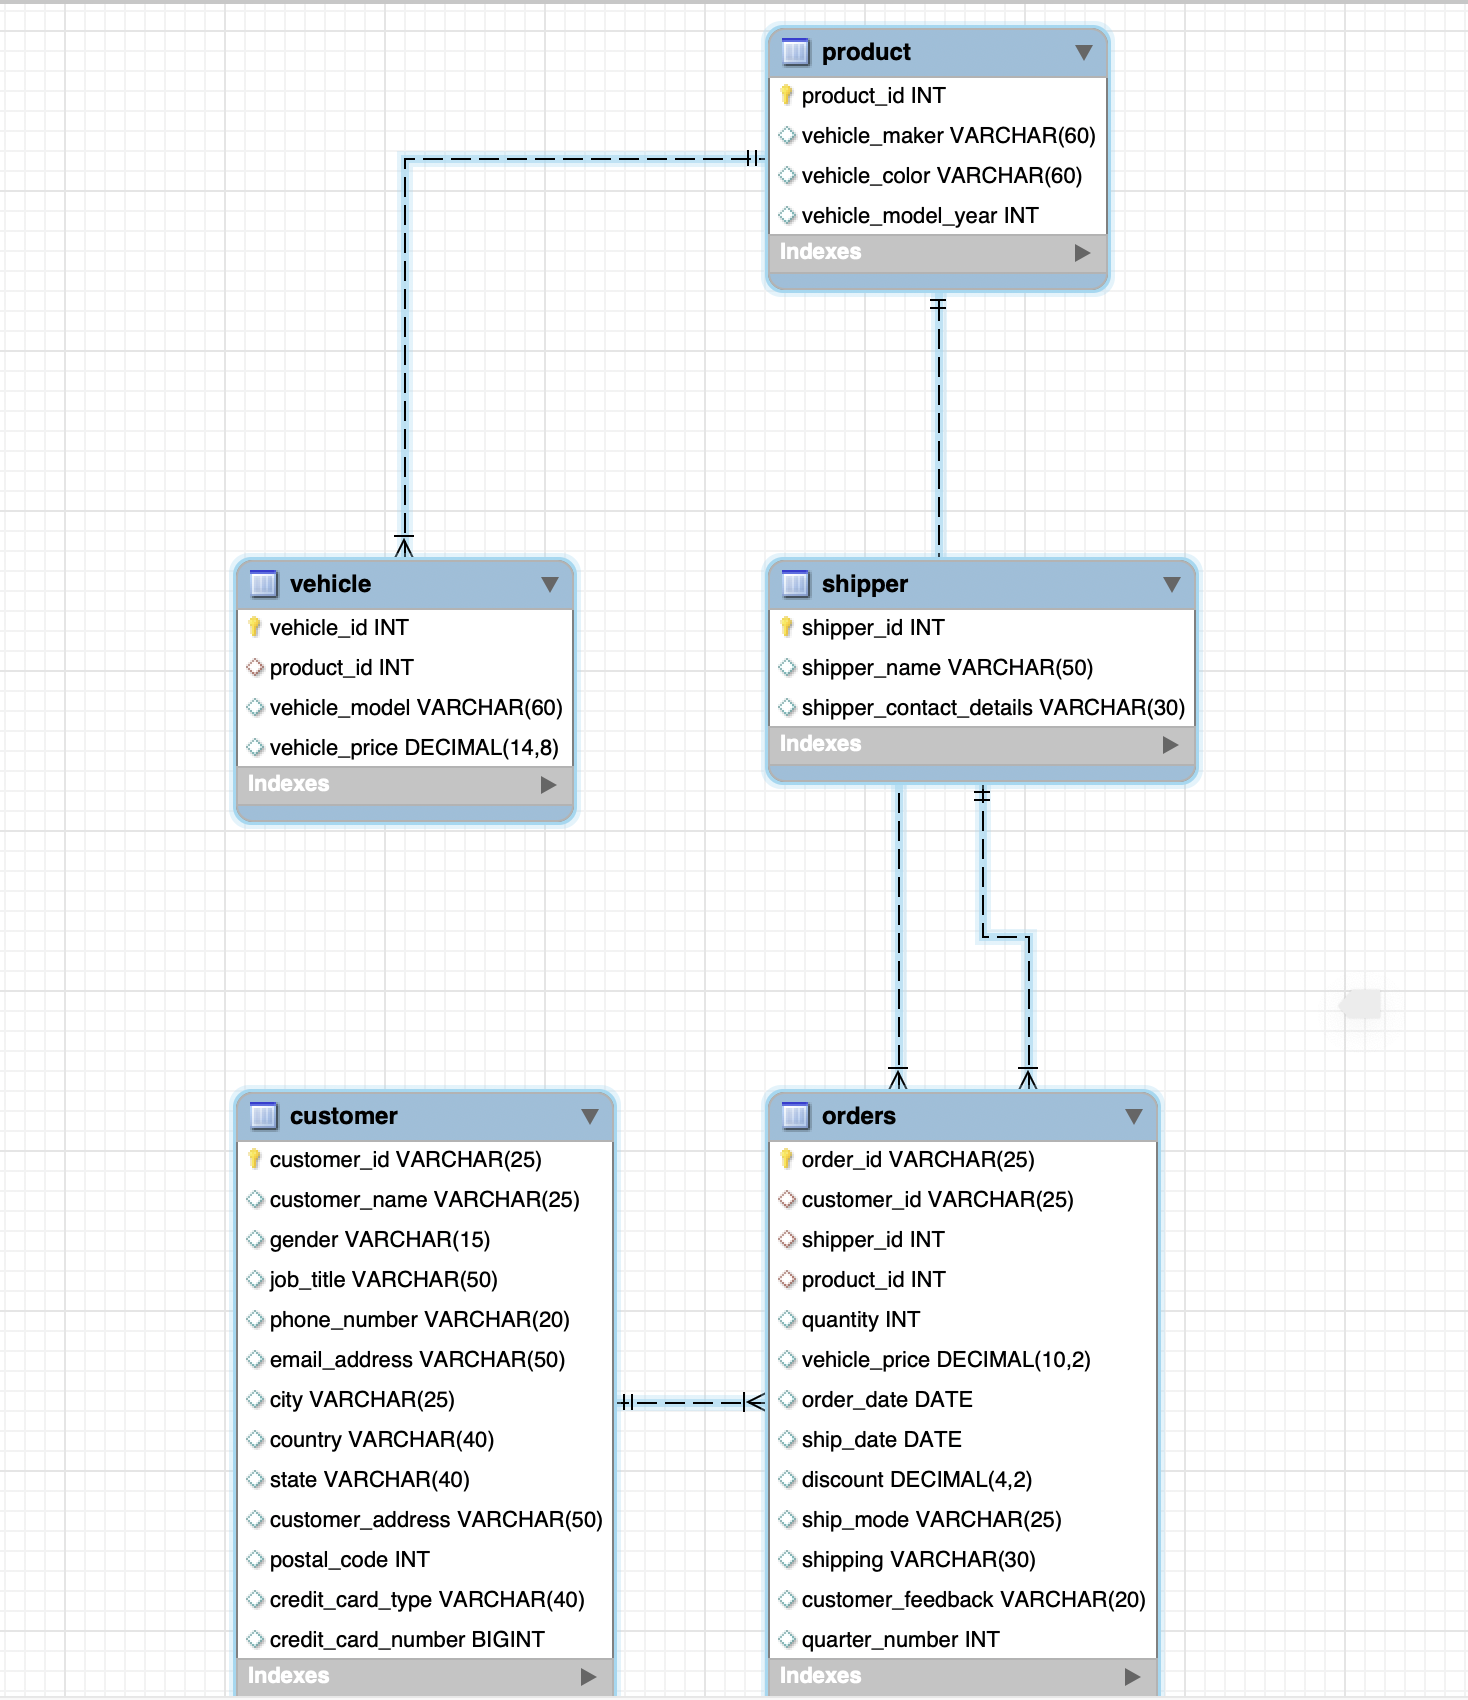 product
product_id INT
vehicle_maker VARCHAR(60)
vehicle_color VARCHAR(60)
vehicle_model_year INT
Indexes
vehicle
vehicle_id INT
product_id INT
vehicle_model VARCHAR(60)
vehicle_price DECIMAL(14,8)
Indexes
shipper
shipper_id INT
shipper_name VARCHAR(50)
shipper_contact_details VARCHAR(30)
Indexes
customer
customer_id VARCHAR(25)
customer_name VARCHAR(25)
gender VARCHAR(15)
job_title VARCHAR(50)
phone_number VARCHAR(20)
email_address VARCHAR(50)
city VARCHAR(25)
country VARCHAR(40)
state VARCHAR(40)
customer_address VARCHAR(50)
postal_code INT
credit_card_type VARCHAR(40)
credit_card_number BIGINT
Indexes
orders
order_id VARCHAR(25)
customer_id VARCHAR(25)
shipper_id INT
product_id INT
quantity INT
vehicle_price DECIMAL(10,2)
order_date DATE
ship_date DATE
discount DECIMAL(4,2)
ship_mode VARCHAR(25)
shipping VARCHAR(30)
customer_feedback VARCHAR(20)
quarter_number INT
Indexes